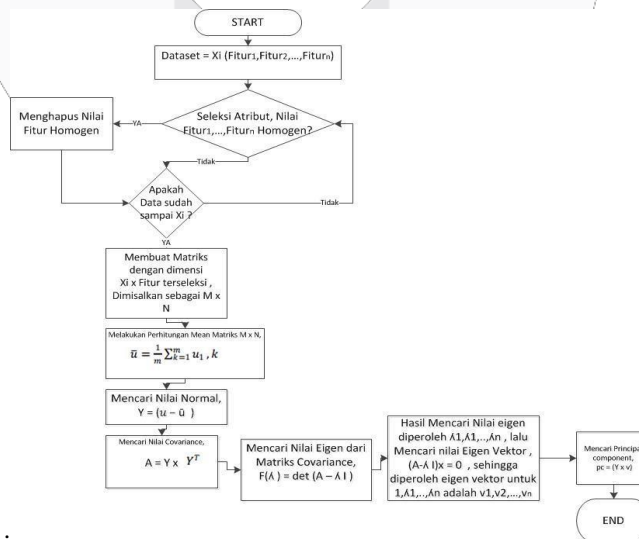 START
Dataset = Xi (Fitur1,Fitur2,...,Fiturn)
Seleksi Atribut, Nilai
Fitur1,...,Fiturn Homogen?
YA
Menghapus Nilai
Fitur Homogen
Tidak
Apakah
Data sudah
sampai Xi ?
Tidak
YA
Membuat Matriks
dengan dimensi
Xi x Fitur terseleksi ,
Dimisalkan sebagai M x
N
Melakukan Perhitungan Mean Matriks M x N,
ū = 1/m ∑ᵐₖ₌₁ u₁ , k
Mencari Nilai Normal,
Y = (u − ū )
Mencari Nilai Covariance,
A = Y x Yᵀ
Mencari Nilai Eigen dari
Matriks Covariance,
F(ʎ ) = det (A – ʎ I )
Hasil Mencari Nilai eigen
diperoleh ʎ1,ʎ1,..,ʎn , lalu
Mencari nilai Eigen Vektor ,
(A-ʎ I)x = 0 , sehingga
diperoleh eigen vektor untuk
1,ʎ1,..,ʎn adalah v1,v2,...,vn
Mencari Principa
component,
pc = (Y x v)
END